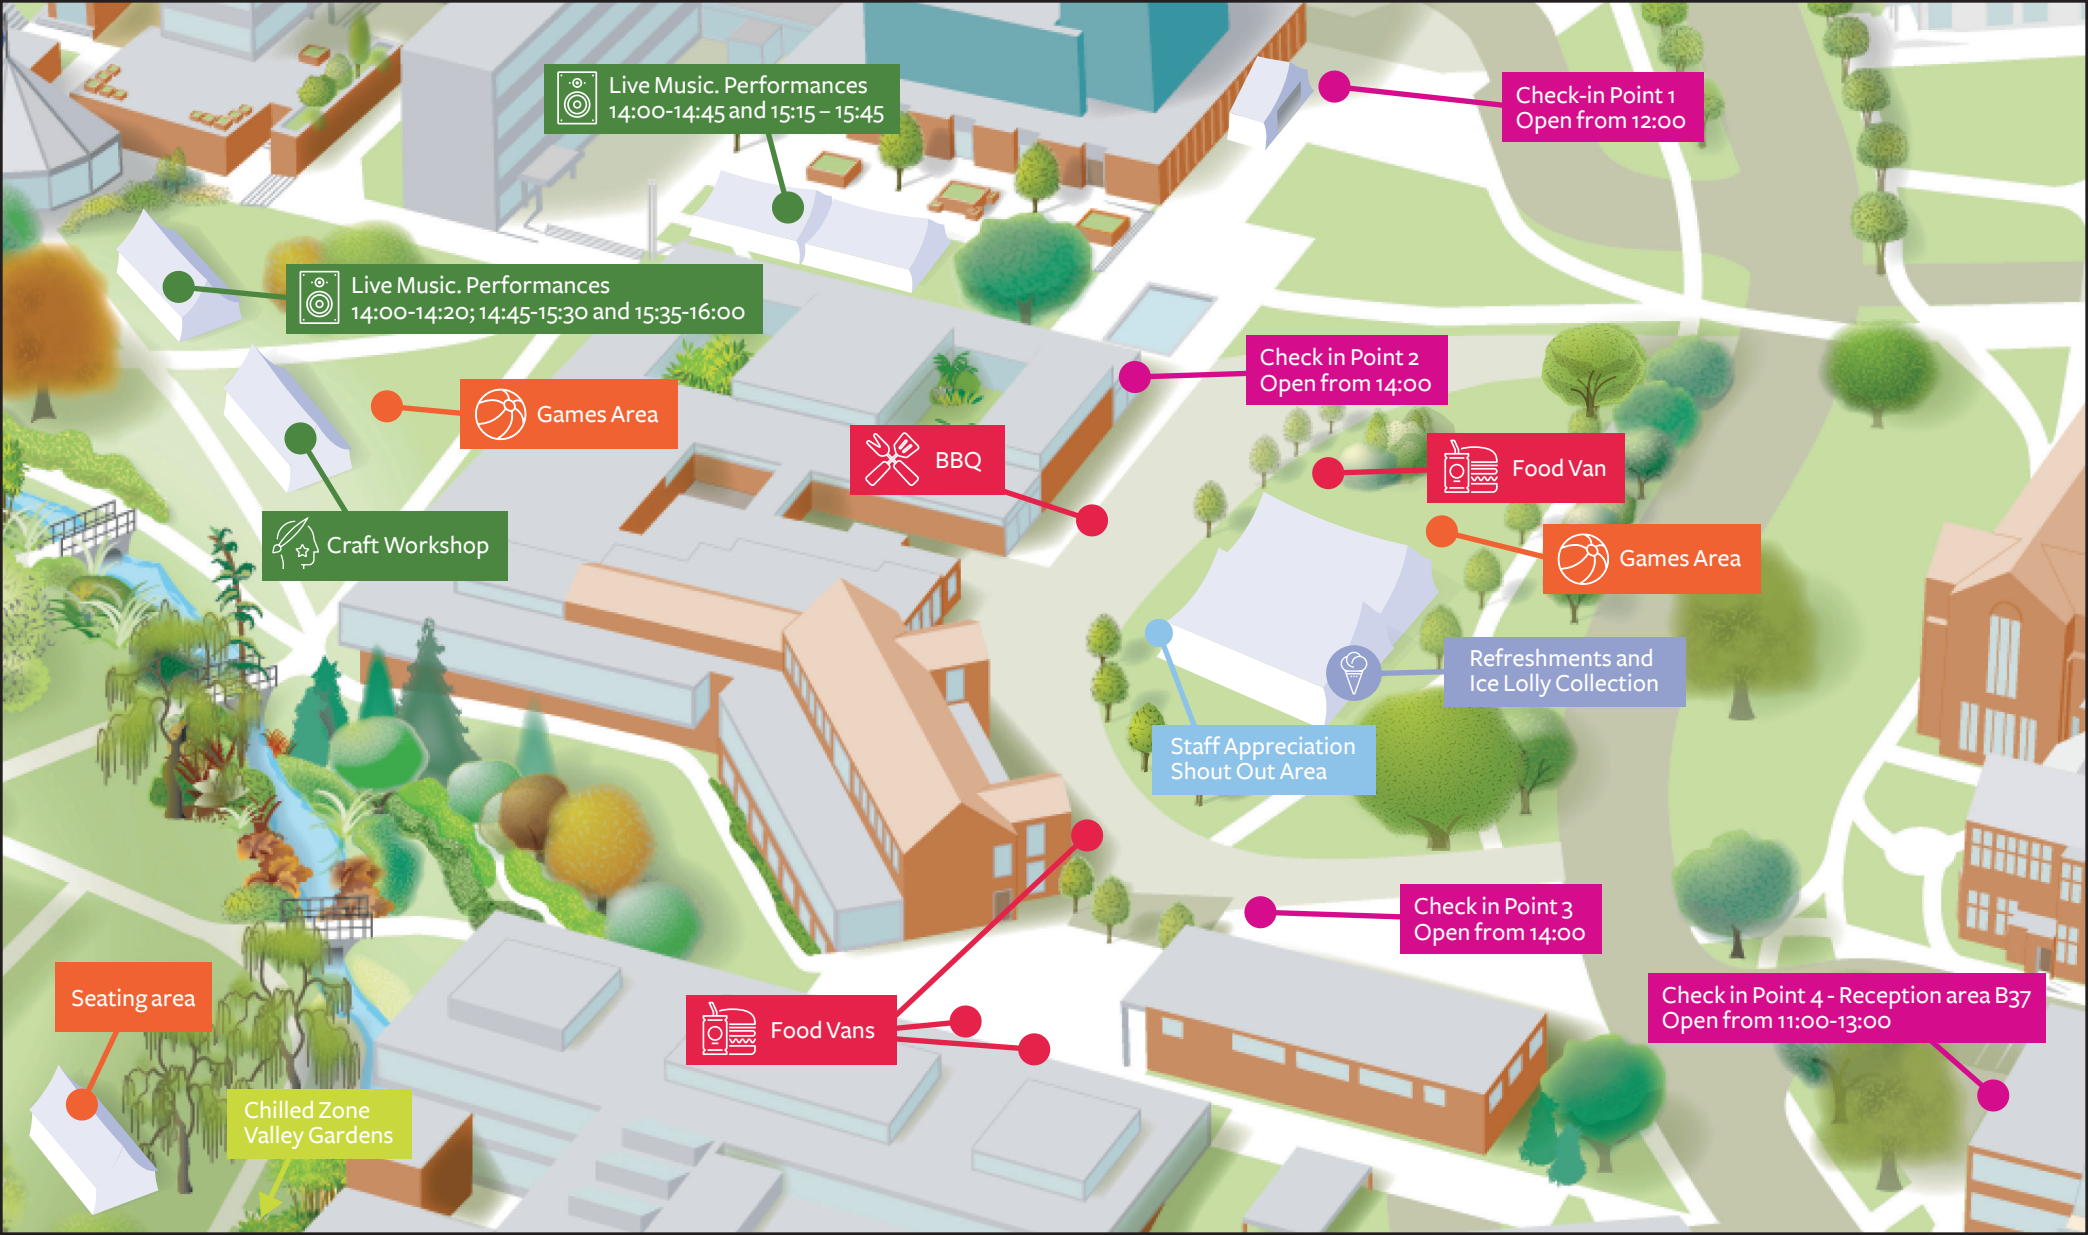 Live Music. Performances
14:00-14:45 and 15:15 – 15:45
Check-in Point 1
Open from 12:00
Live Music. Performances
14:00-14:20; 14:45-15:30 and 15:35-16:00
Check in Point 2
Open from 14:00
Games Area
BBQ
Food Van
Craft Workshop
Games Area
Refreshments and
Ice Lolly Collection
Staff Appreciation
Shout Out Area
Check in Point 3
Open from 14:00
Seating area
Food Vans
Check in Point 4 - Reception area B37
Open from 11:00-13:00
Chilled Zone
Valley Gardens